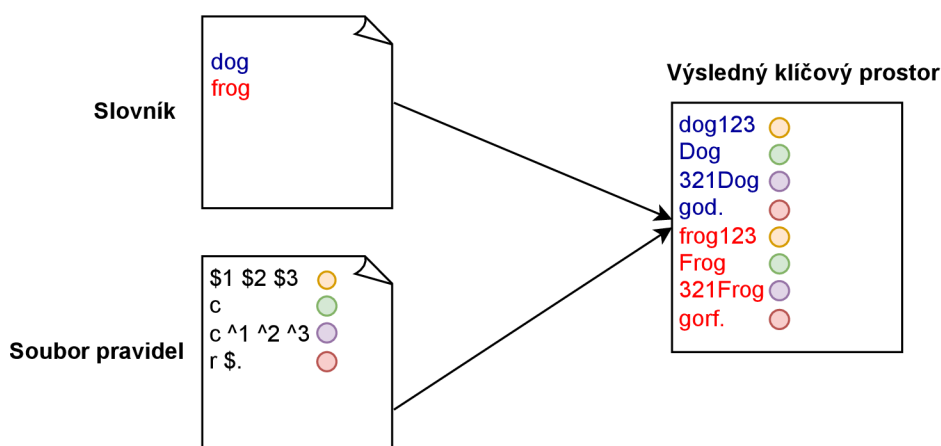 Slovník
dog
frog
Soubor pravidel
$1 $2 $3
c
c ^1 ^2 ^3
r $.
Výsledný klíčový prostor
dog123
Dog
321Dog
god.
frog123
Frog
321Frog
gorf.